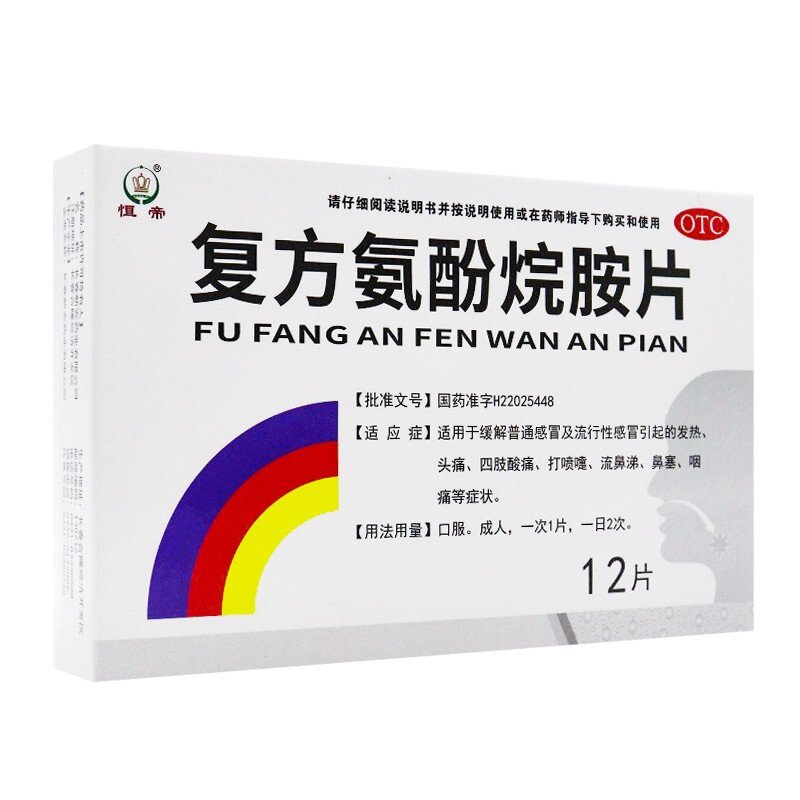 恒帝
®
请仔细阅读说明书并按说明使用或在药师指导下购买和使用
OTC
复方氨酚烷胺片
FU FANG AN FEN WAN AN PIAN
【批准文号】国药准字H22025448
【适 应 症】适用于缓解普通感冒及流行性感冒引起的发热、
头痛、四肢酸痛、打喷嚏、流鼻涕、鼻塞、咽
痛等症状。
【用法用量】口服。成人，一次1片，一日2次。
12片